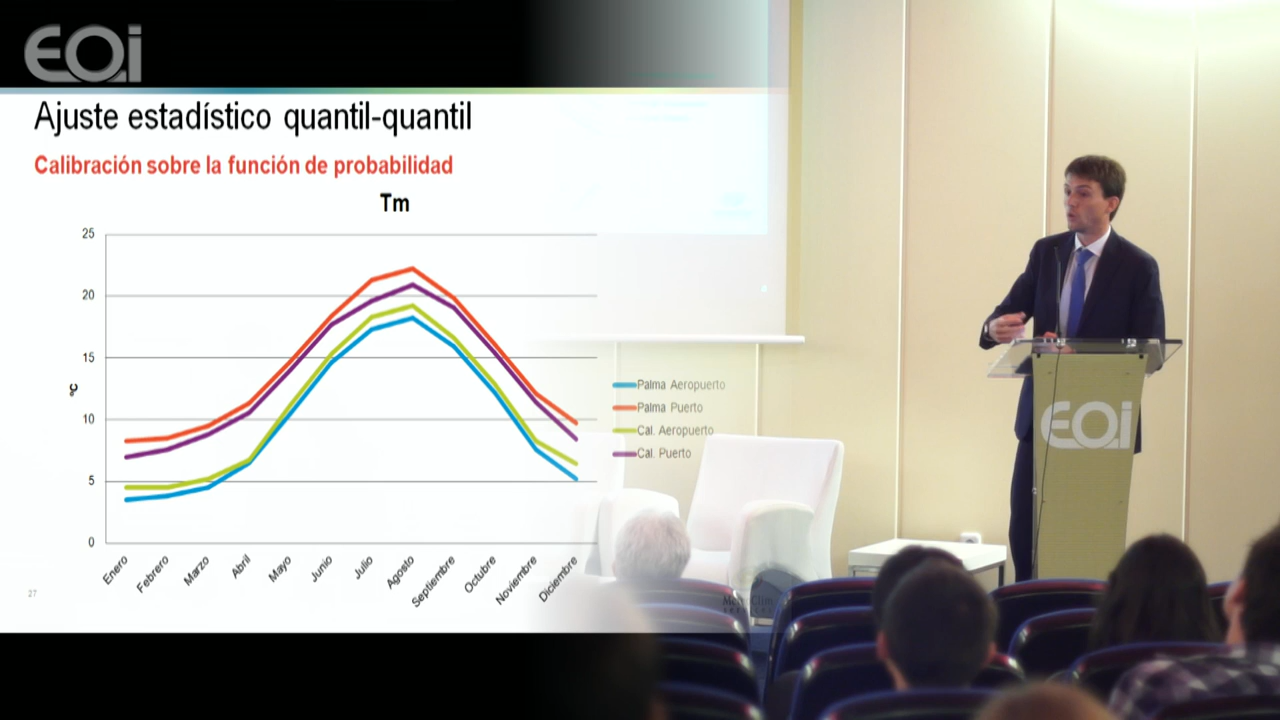 EOi
Ajuste estadístico quantil-quantil
Calibración sobre la función de probabilidad
Tm
25
20
15
10
5
0
ºC
Enero
Febrero
Marzo
Abril
Mayo
Junio
Julio
Agosto
Septiembre
Octubre
Noviembre
Diciembre
Palma Aeropuerto
Palma Puerto
Cal. Aeropuerto
Cal. Puerto
27
EOi